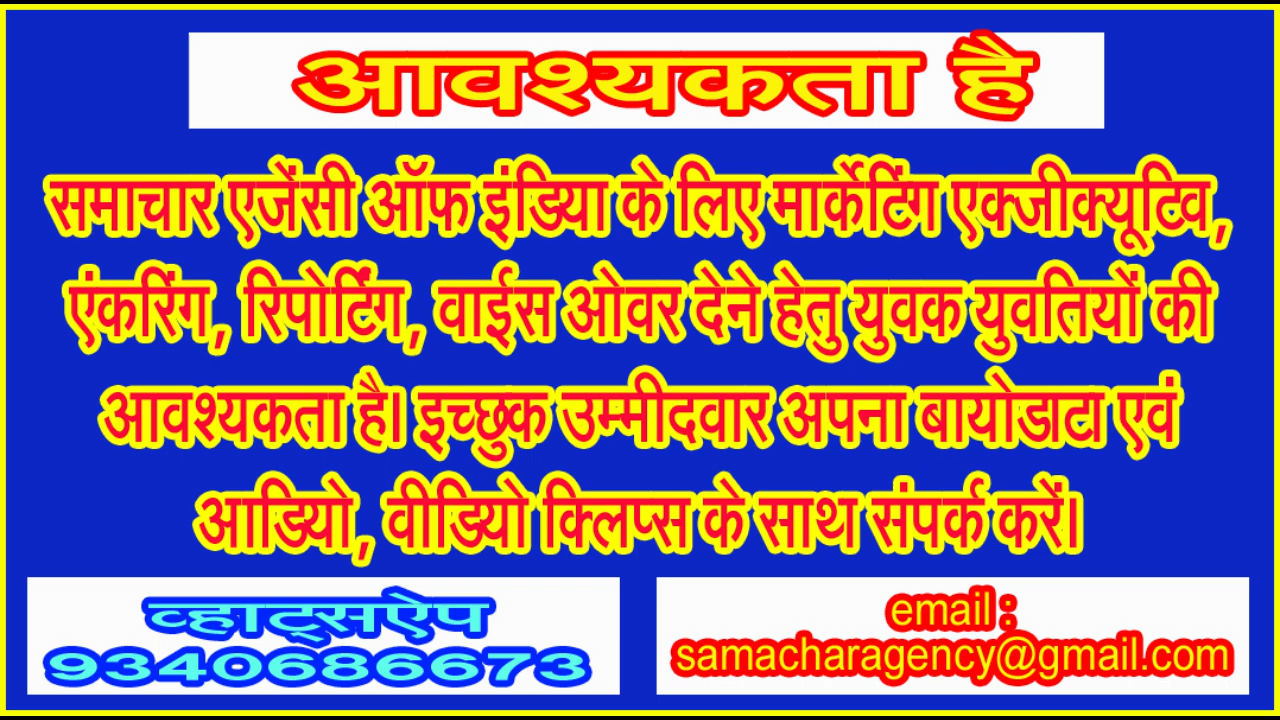 आवश्यकता है
समाचार एजेंसी ऑफ इंडिया के लिए मार्केटिंग एक्जीक्यूटिव,
एंकरिंग, रिपोर्टिंग, वाईस ओवर देने हेतु युवक युवतियों की
आवश्यकता है। इच्छुक उम्मीदवार अपना बायोडाटा एवं
आडियो, वीडियो क्लिप्स के साथ संपर्क करें।
व्हाट्सऐप
9340686673
email :
samacharagency@gmail.com